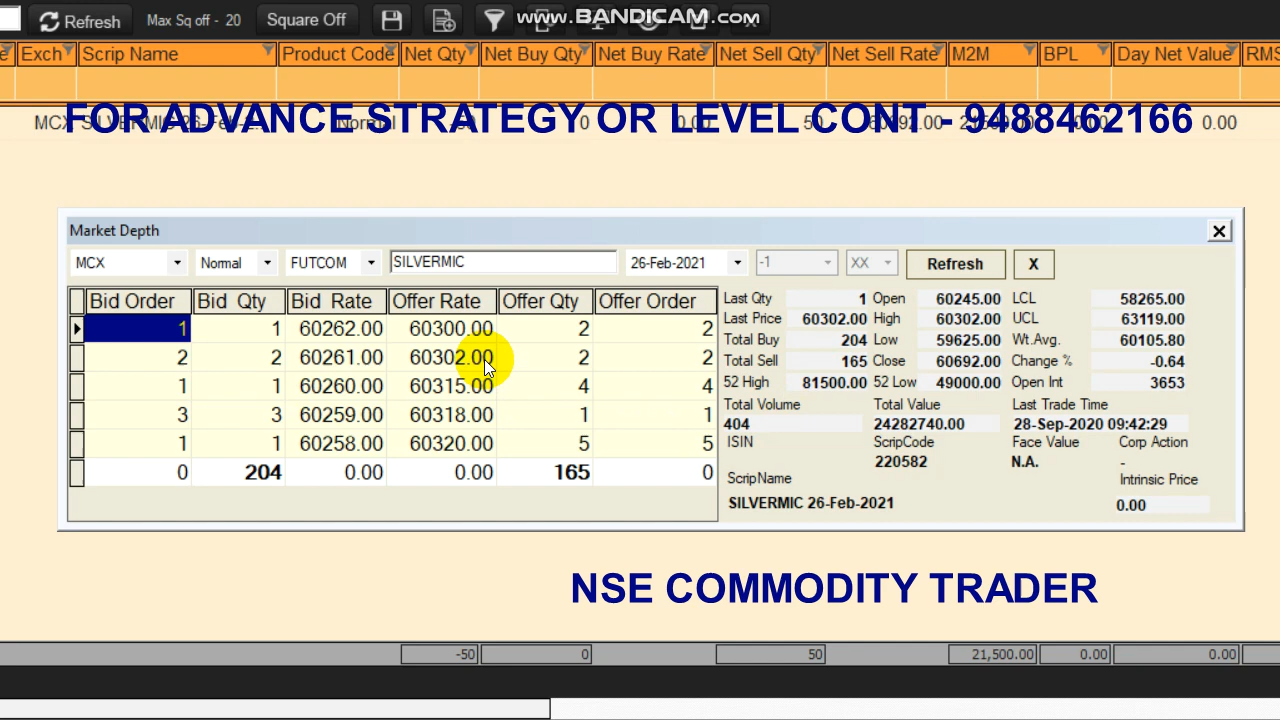 Refresh Max Sq off - 20 Square Off www.BANDICAM.com
e Exch Scrip Name Product Code Net Qty Net Buy Qty Net Buy Rate Net Sell Qty Net Sell Rate M2M BPL Day Net Value RMS
FOR ADVANCE STRATEGY OR LEVEL CONT - 9488462166
MCX Normal -50 0 0.00 50 0.00
Market Depth
MCX Normal FUTCOM SILVERMIC 26-Feb-2021 -1 XX Refresh X
Bid Order Bid Qty Bid Rate Offer Rate Offer Qty Offer Order
1 1 60262.00 60300.00 2 2
2 2 60261.00 60302.00 2 2
1 1 60260.00 60315.00 4 4
3 3 60259.00 60318.00 1 1
1 1 60258.00 60320.00 5 5
0 204 0.00 0.00 165 0
Last Qty 1 Open 60245.00 LCL 58265.00
Last Price 60302.00 High 60302.00 UCL 63119.00
Total Buy 204 Low 59625.00 Wt.Avg. 60105.80
Total Sell 165 Close 60692.00 Change % -0.64
52 High 81500.00 52 Low 49000.00 Open Int 3653
Total Volume Total Value Last Trade Time
404 24282740.00 28-Sep-2020 09:42:29
ISIN ScripCode Face Value Corp Action
220582 N.A. -
ScripName Intrinsic Price
SILVERMIC 26-Feb-2021 0.00
NSE COMMODITY TRADER
-50 0 50 21,500.00 0.00 0.00